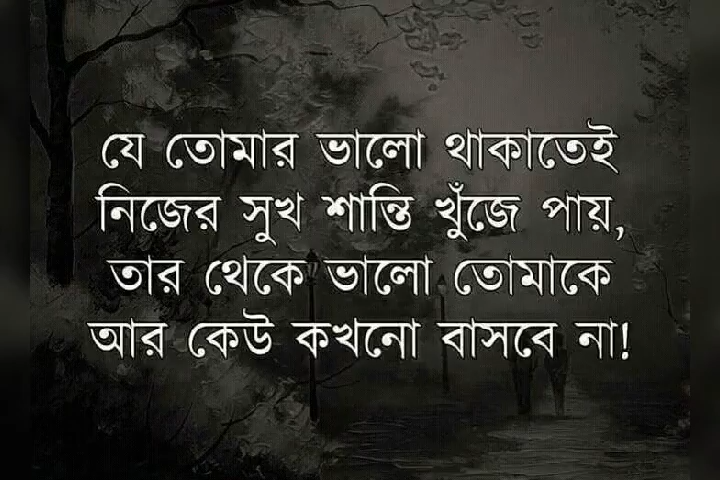 যে তোমার ভালো থাকাতেই
নিজের সুখ শান্তি খুঁজে পায়,
তার থেকে ভালো তোমাকে
আর কেউ কখনো বাসবে না!